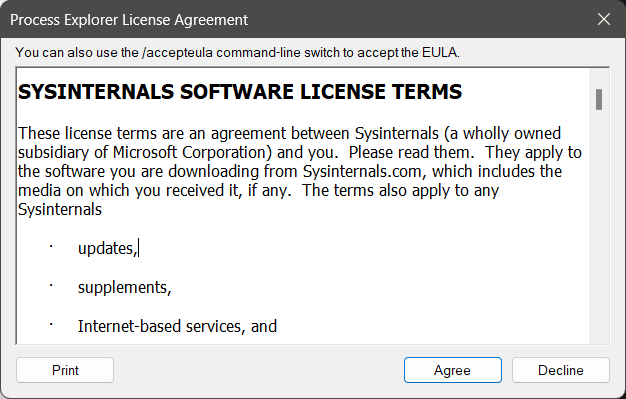 Process Explorer License Agreement
You can also use the /accepteula command-line switch to accept the EULA.
SYSINTERNALS SOFTWARE LICENSE TERMS
These license terms are an agreement between Sysinternals (a wholly owned
subsidiary of Microsoft Corporation) and you.  Please read them.  They apply to
the software you are downloading from Sysinternals.com, which includes the
media on which you received it, if any.  The terms also apply to any
Sysinternals
· updates,
· supplements,
· Internet-based services, and
Print Agree Decline